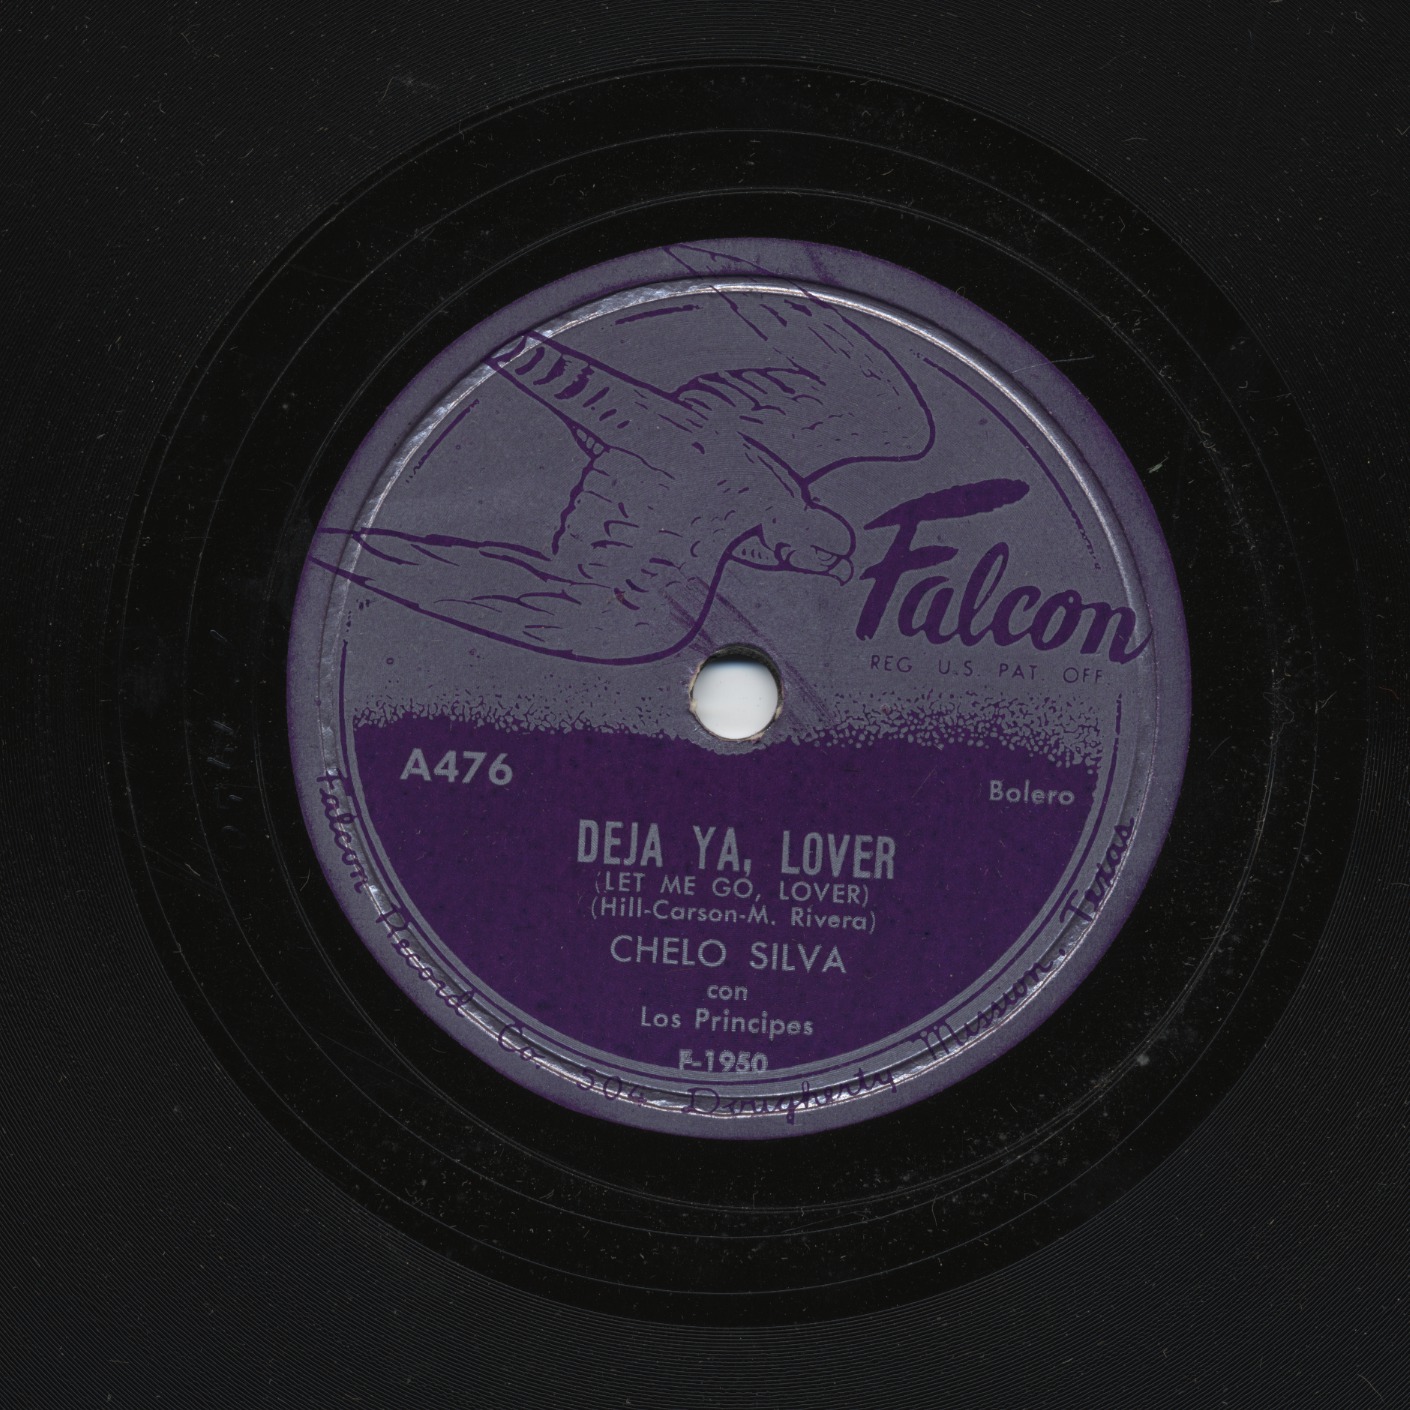 Falcon
REG. U.S. PAT. OFF.
A476
Bolero
DEJA YA, LOVER
(LET ME GO, LOVER)
(Hill-Carson-M. Rivera)
CHELO SILVA
con
Los Principes
F-1950
Falcon Record Co. 504 Dougherty Mission, Texas